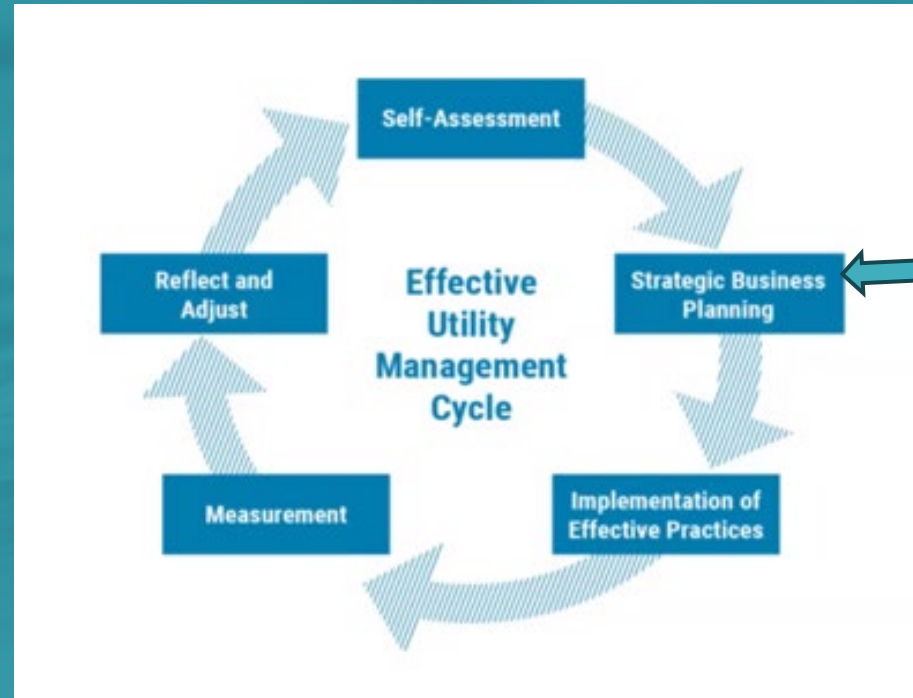 Self-Assessment
Strategic Business
Planning
Implementation of
Effective Practices
Measurement
Reflect and
Adjust
Effective
Utility
Management
Cycle